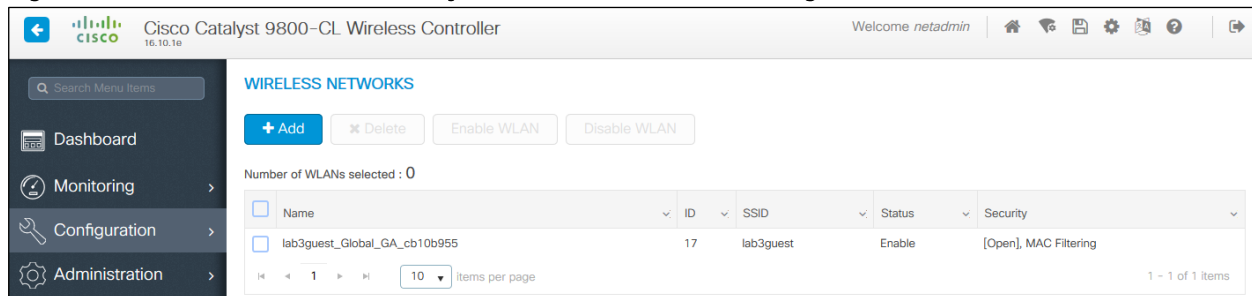 Cisco Catalyst 9800-CL Wireless Controller
Welcome netadmin
CISCO
16.10.1e
Search Menu Items
WIRELESS NETWORKS
+ Add ✖ Delete Enable WLAN Disable WLAN
Dashboard
Number of WLANs selected : 0
Monitoring
Name ID SSID Status Security
Configuration
lab3guest_Global_GA_cb10b955 17 lab3guest Enable [Open], MAC Filtering
Administration
1 10 items per page 1 - 1 of 1 items